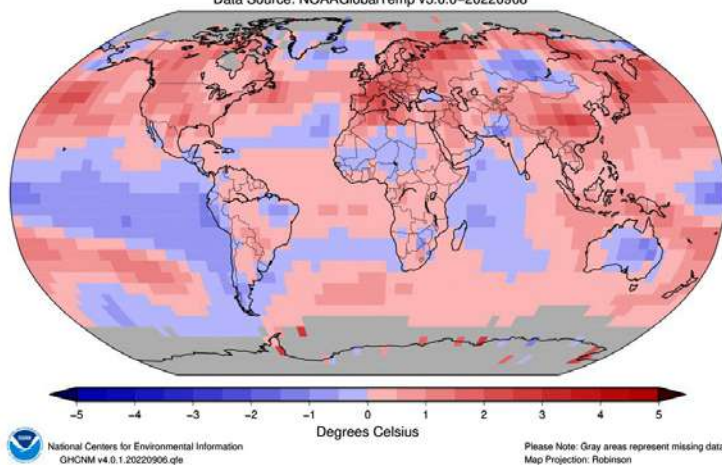 Data Source: NOAAGlobalTemp v5.0.0-20220908
-5 -4 -3 -2 -1 0 1 2 3 4 5
Degrees Celsius
National Centers for Environmental Information
GHCNM v4.0.1.20220906.qfe
Please Note: Gray areas represent missing data
Map Projection: Robinson